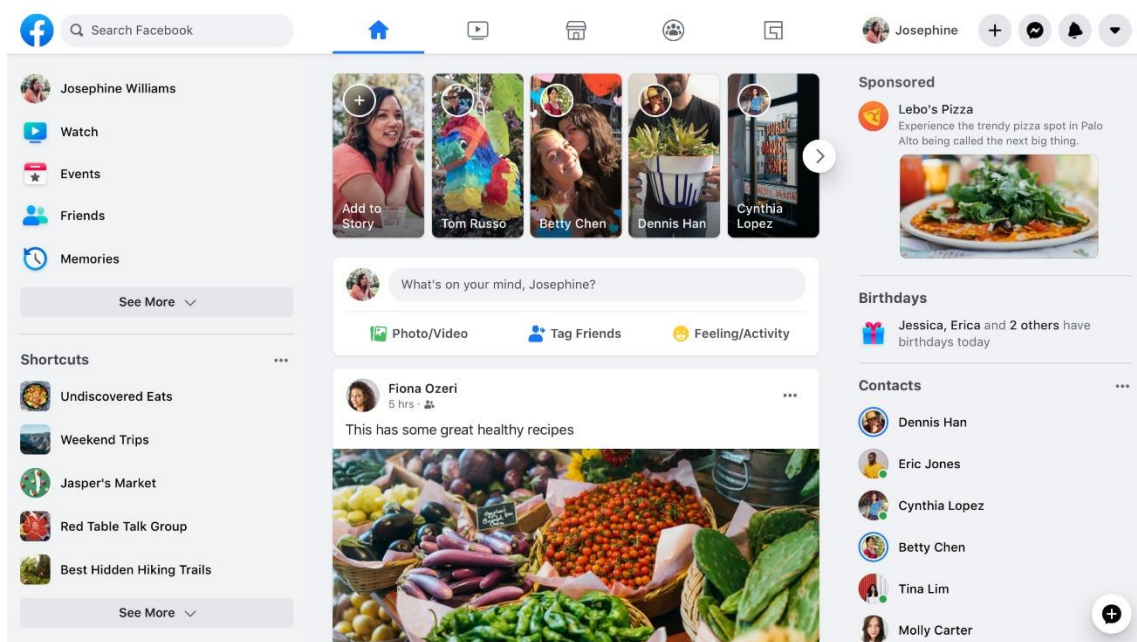 Search Facebook
Josephine
Josephine Williams
Watch
Events
Friends
Memories
See More
Shortcuts
Undiscovered Eats
Weekend Trips
Jasper's Market
Red Table Talk Group
Best Hidden Hiking Trails
See More
Add to
Story
Tom Russo
Betty Chen
Dennis Han
Cynthia
Lopez
What's on your mind, Josephine?
Photo/Video
Tag Friends
Feeling/Activity
Fiona Ozeri
5 hrs ·
This has some great healthy recipes
Sponsored
Lebo's Pizza
Experience the trendy pizza spot in Palo
Alto being called the next big thing.
Birthdays
Jessica, Erica and 2 others have
birthdays today
Contacts
Dennis Han
Eric Jones
Cynthia Lopez
Betty Chen
Tina Lim
Molly Carter